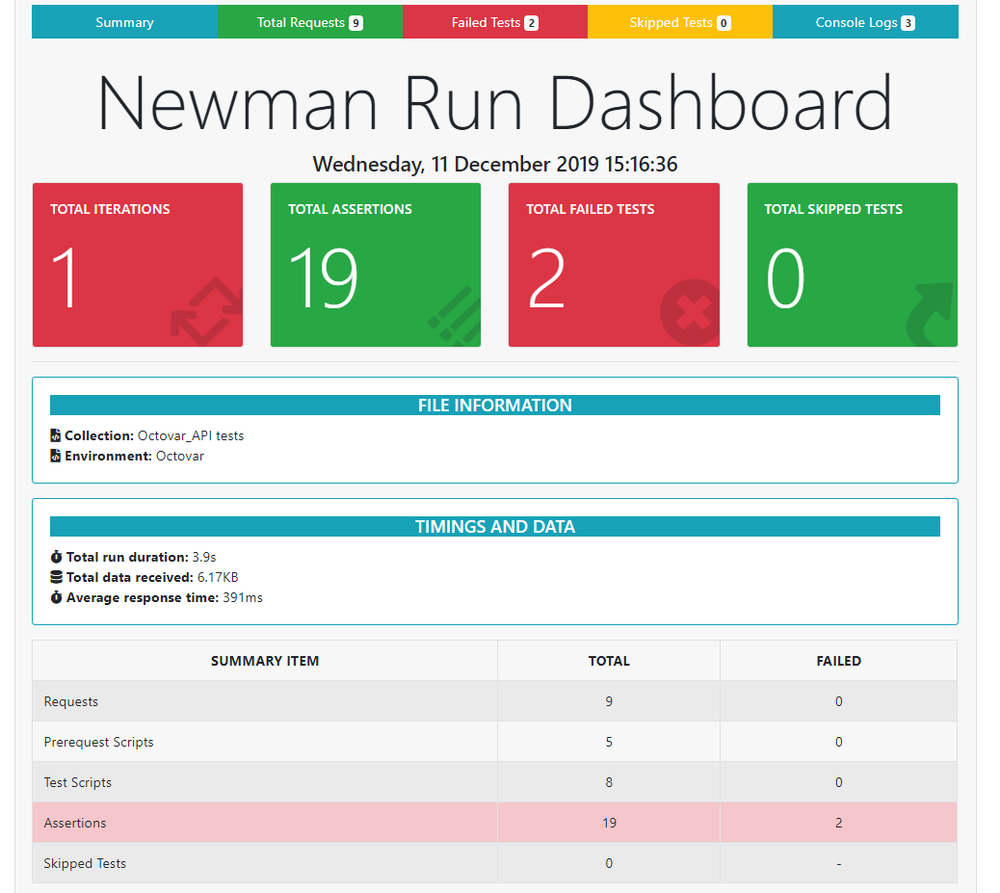 Summary Total Requests 9 Failed Tests 2 Skipped Tests 0 Console Logs 3
Newman Run Dashboard
Wednesday, 11 December 2019 15:16:36
TOTAL ITERATIONS TOTAL ASSERTIONS TOTAL FAILED TESTS TOTAL SKIPPED TESTS
1 19 2 0
FILE INFORMATION
Collection: Octovar_API tests
Environment: Octovar
TIMINGS AND DATA
Total run duration: 3.9s
Total data received: 6.17KB
Average response time: 391ms
SUMMARY ITEM TOTAL FAILED
Requests 9 0
Prerequest Scripts 5 0
Test Scripts 8 0
Assertions 19 2
Skipped Tests 0 -